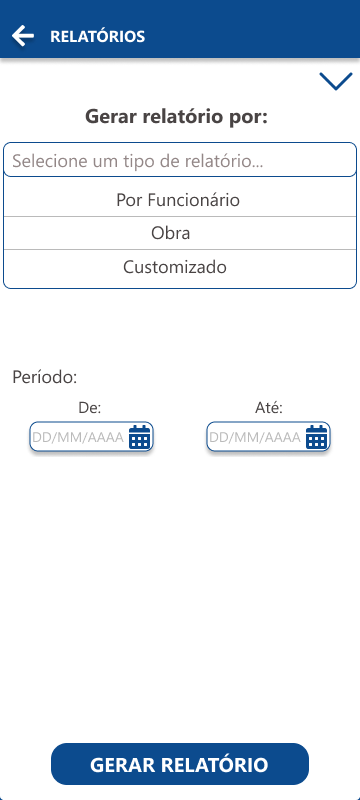 RELATÓRIOS
Gerar relatório por:
Selecione um tipo de relatório...
Por Funcionário
Obra
Customizado
Período:
De: Até:
DD/MM/AAAA DD/MM/AAAA
GERAR RELATÓRIO